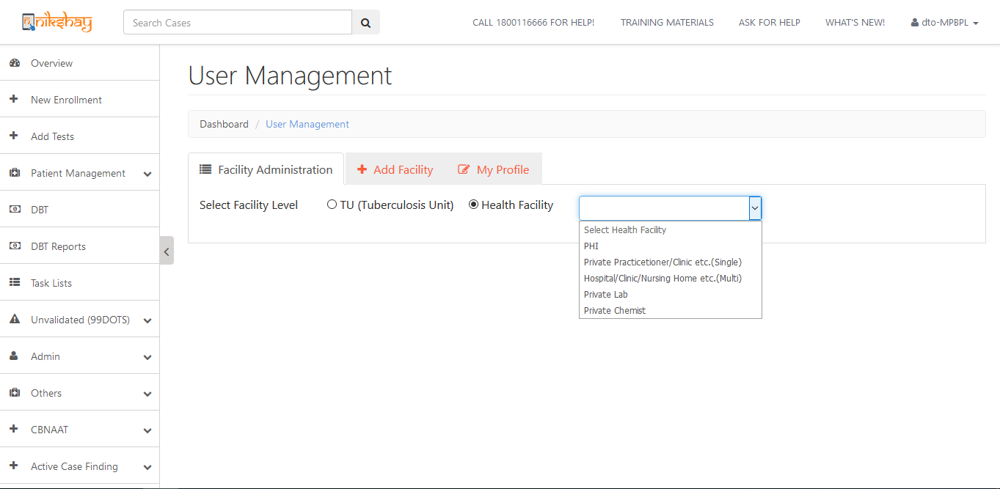 nikshay
Search Cases
CALL 1800116666 FOR HELP! TRAINING MATERIALS ASK FOR HELP WHAT'S NEW! dto-MPBPL
Overview
New Enrollment
Add Tests
Patient Management
DBT
DBT Reports
Task Lists
Unvalidated (99DOTS)
Admin
Others
CBNAAT
Active Case Finding
User Management
Dashboard / User Management
Facility Administration Add Facility My Profile
Select Facility Level TU (Tuberculosis Unit) Health Facility
Select Health Facility
PHI
Private Practicetioner/Clinic etc.(Single)
Hospital/Clinic/Nursing Home etc.(Multi)
Private Lab
Private Chemist